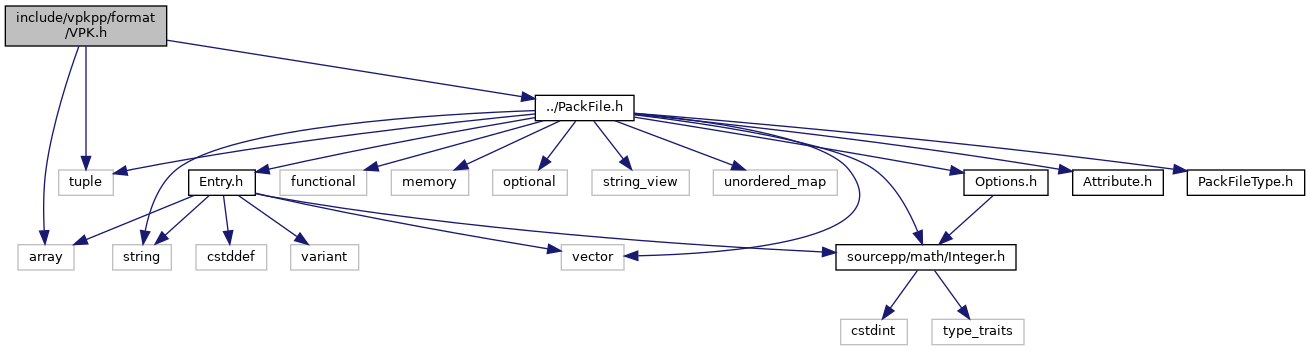 include/vpkpp/format
/VPK.h
../PackFile.h
tuple
Entry.h
functional
memory
optional
string_view
unordered_map
Options.h
Attribute.h
PackFileType.h
array
string
cstddef
variant
vector
sourcepp/math/Integer.h
cstdint
type_traits